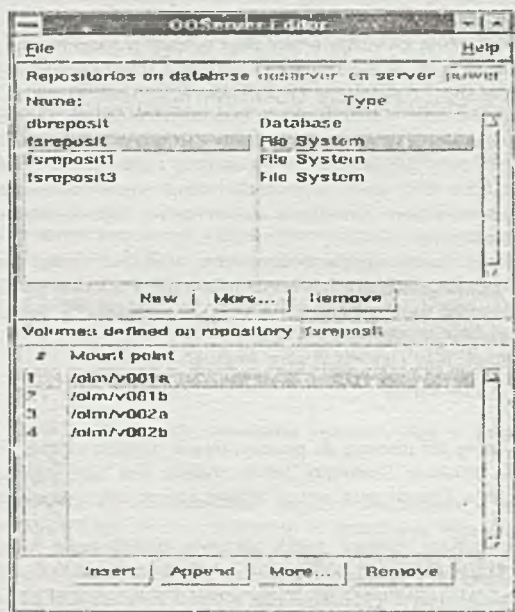 OOServer Editor
File Help
Repositories on database ooserver on server power
Name: Type
dbreposit Database
fsreposit File System
fsreposit1 File System
fsreposit3 File System
New More... Remove
Volumes defined on repository fsreposit
# Mount point
1 /olm/v001a
2 /olm/v001b
3 /olm/v002a
4 /olm/v002b
Insert Append More... Remove